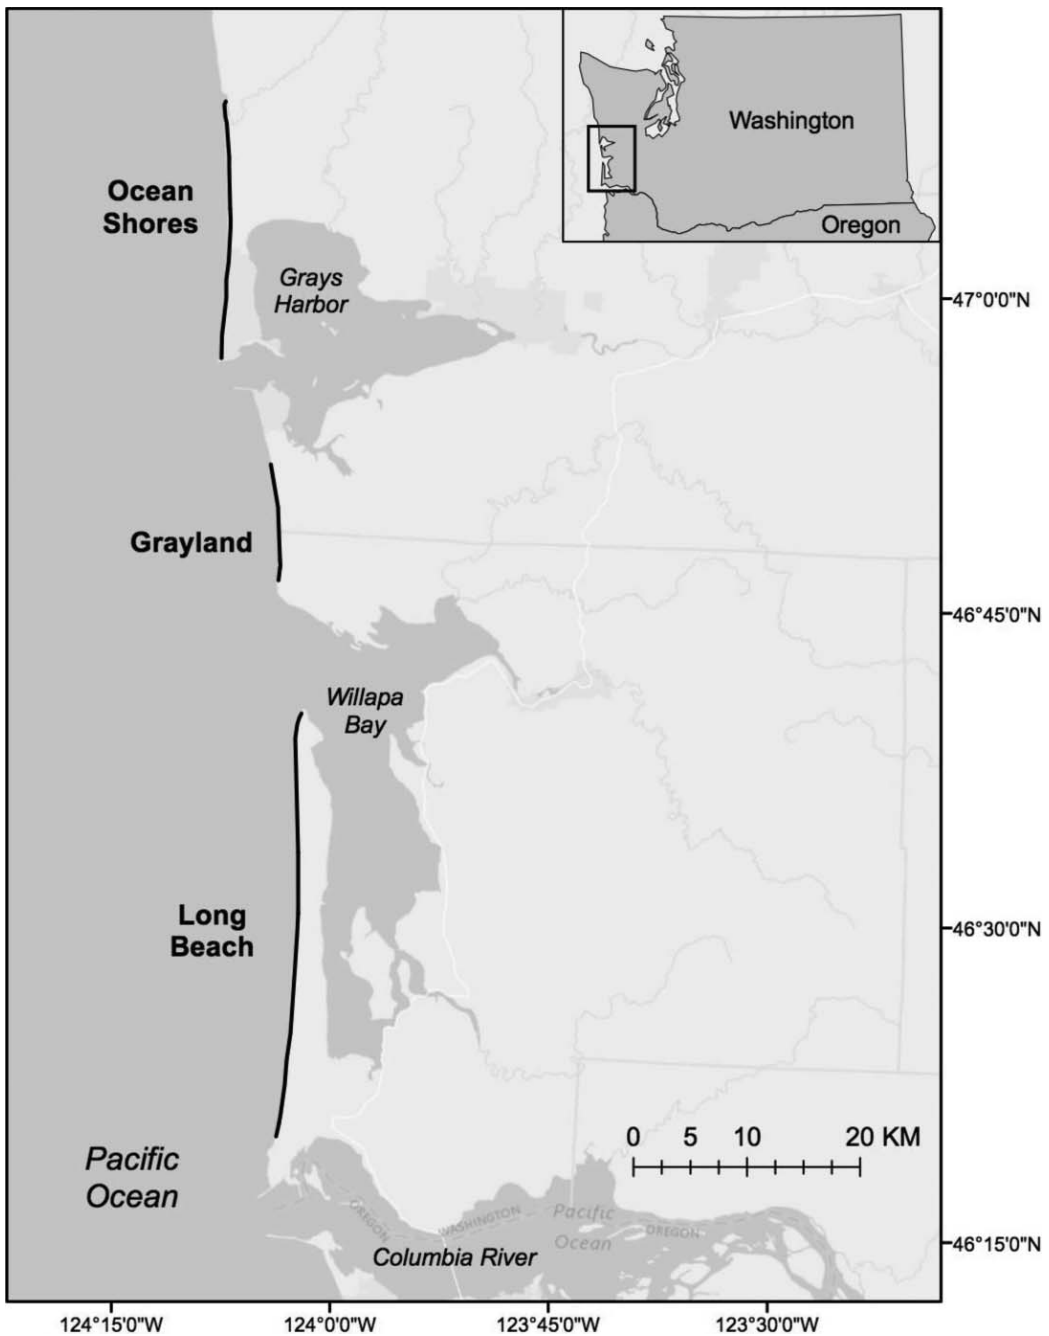 Washington
Oregon
Ocean
Shores
Grays
Harbor
47°0'0"N
Grayland
46°45'0"N
Willapa
Bay
Long
Beach
46°30'0"N
0 5 10 20 KM
Pacific
Ocean
OREGON
WASHINGTON
Pacific
Ocean
OREGON
Columbia River
46°15'0"N
124°15'0"W 124°0'0"W 123°45'0"W 123°30'0"W